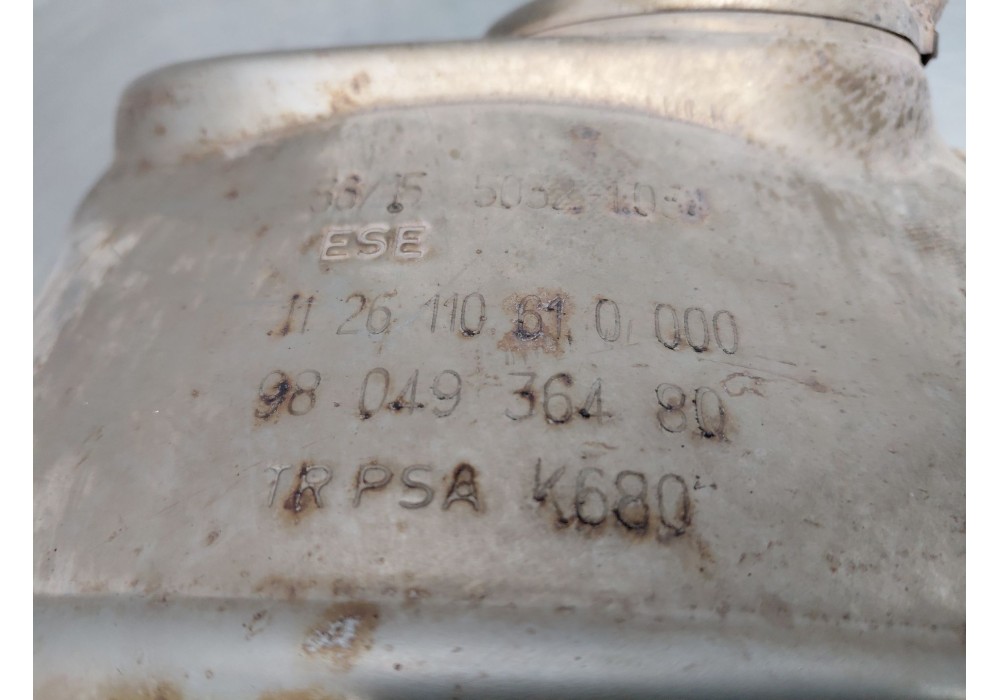 ESE
11 26 110 61 0 000
98 049 364 80
TR PSA K680